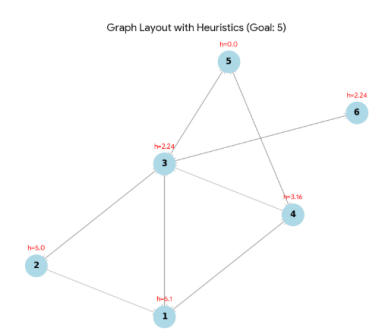 Graph Layout with Heuristics (Goal: 5)
h=0.0
5
h=2.24
6
h=2.24
3
h=3.16
4
h=5.0
2
h=5.1
1